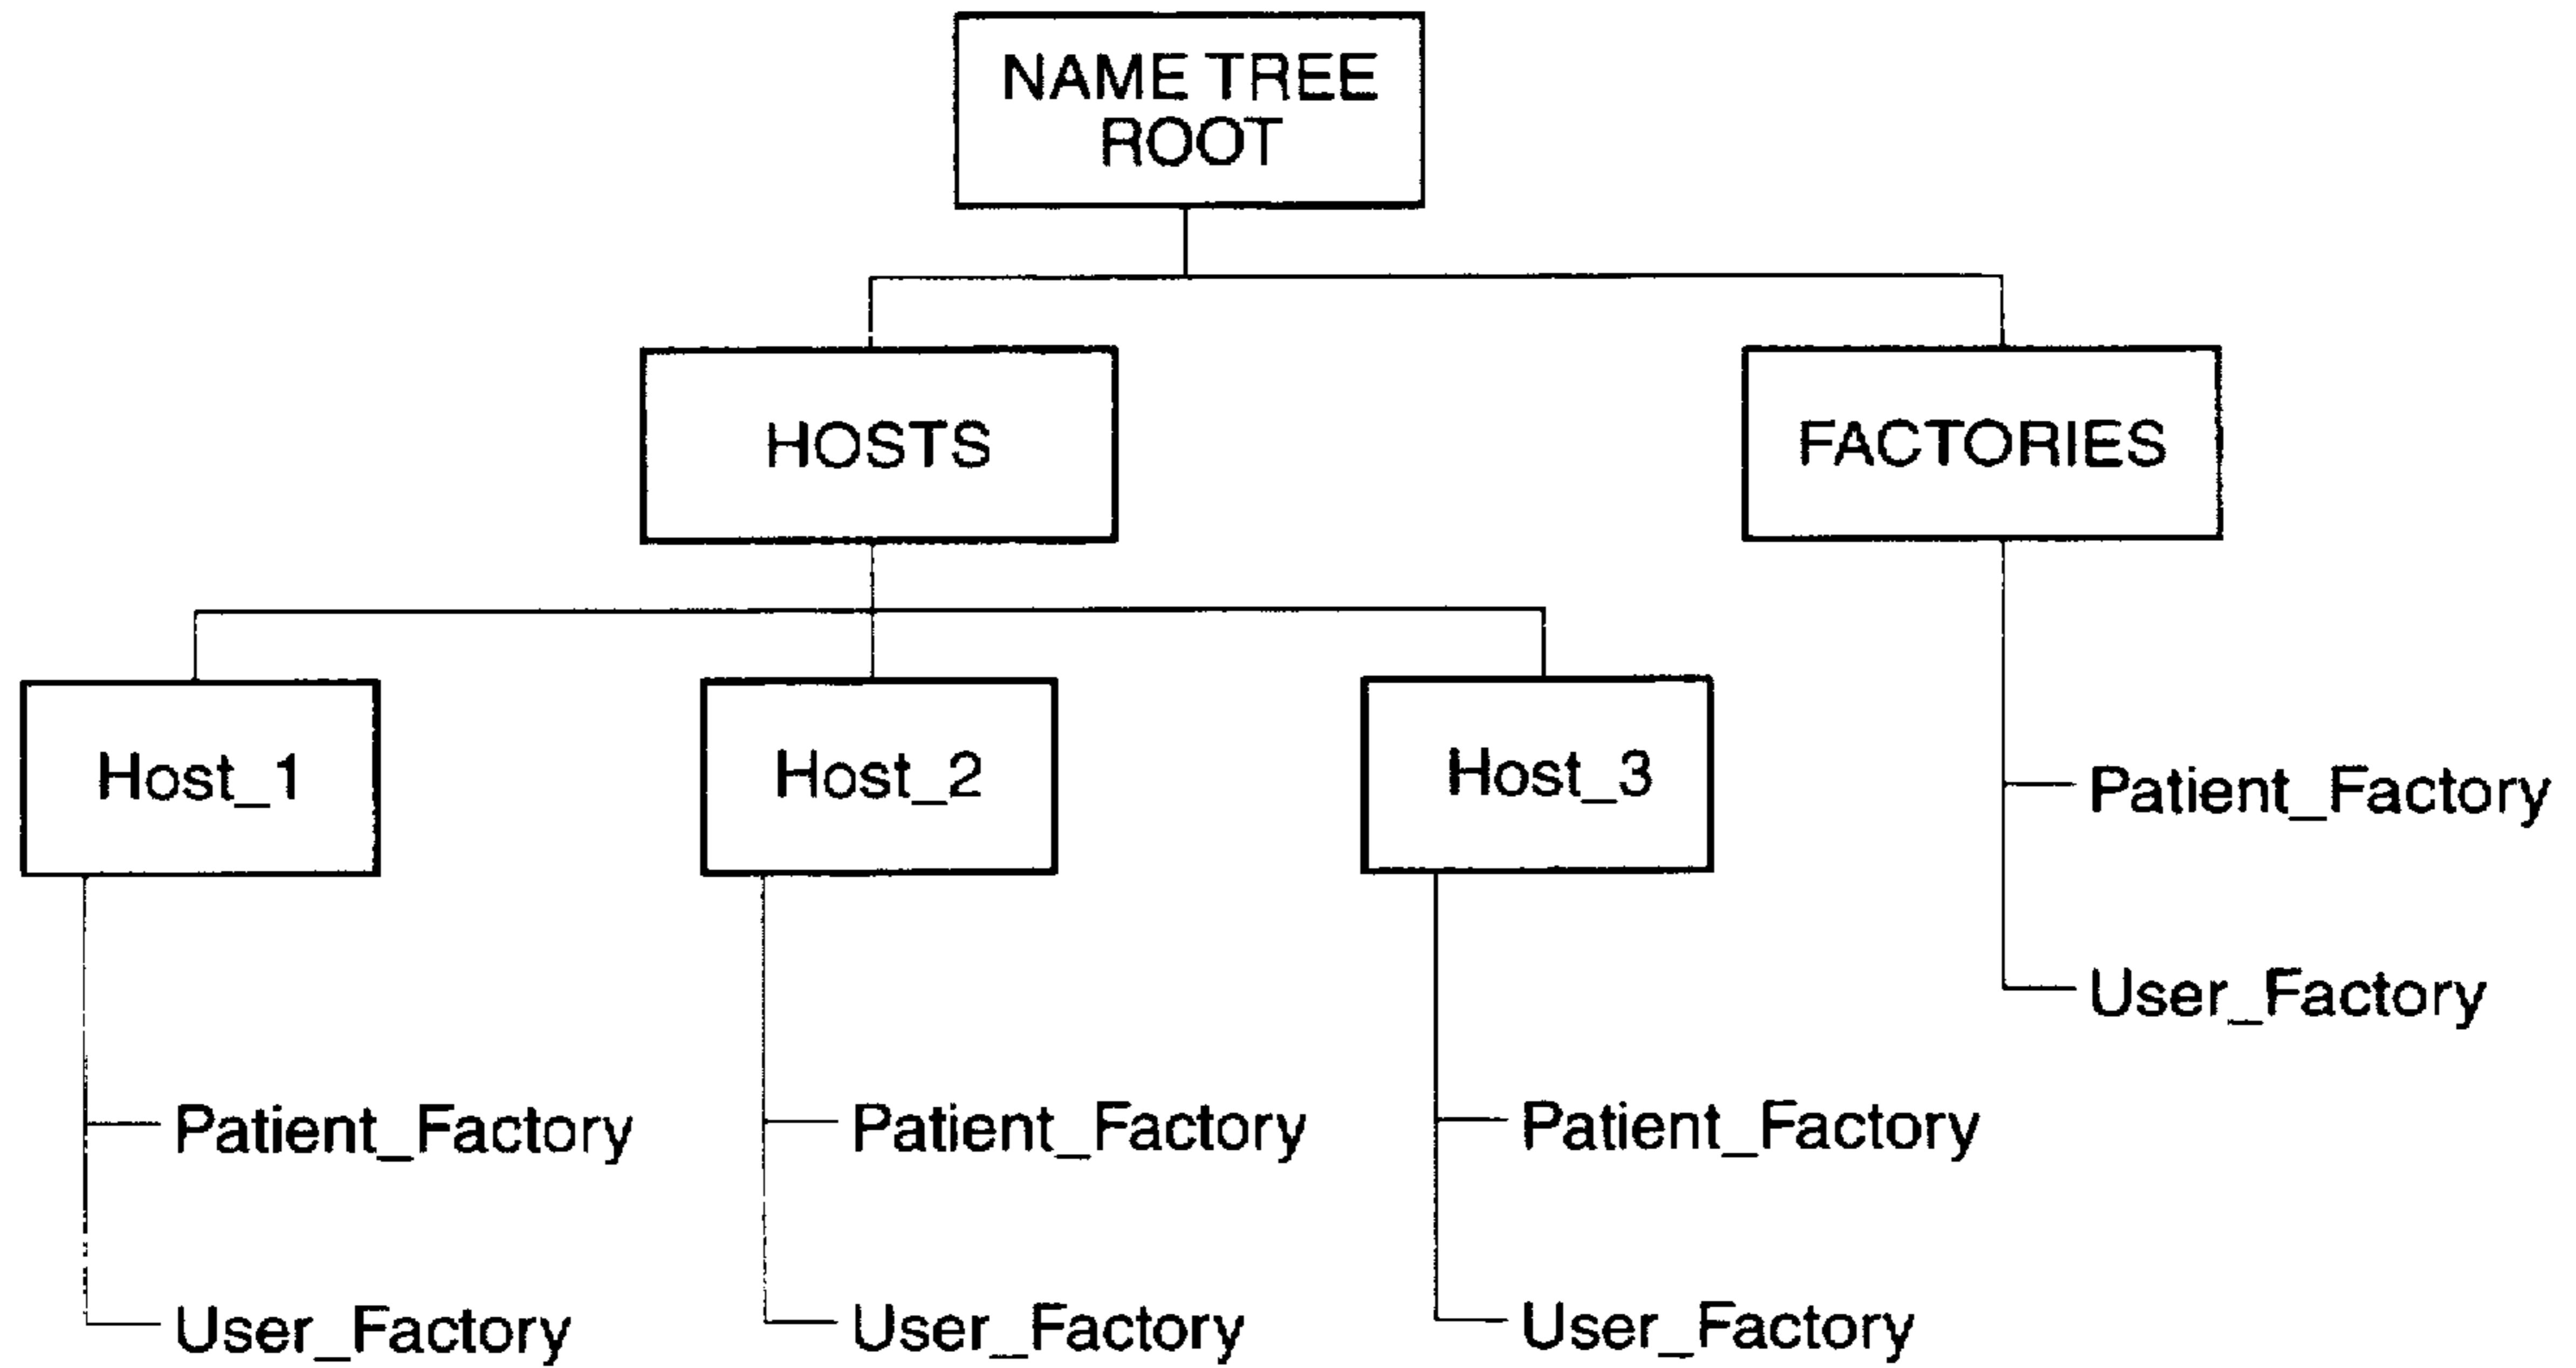 NAME TREE
ROOT
HOSTS
FACTORIES
Host_1
Host_2
Host_3
Patient_Factory
User_Factory
Patient_Factory
Patient_Factory
Patient_Factory
User_Factory
User_Factory
User_Factory